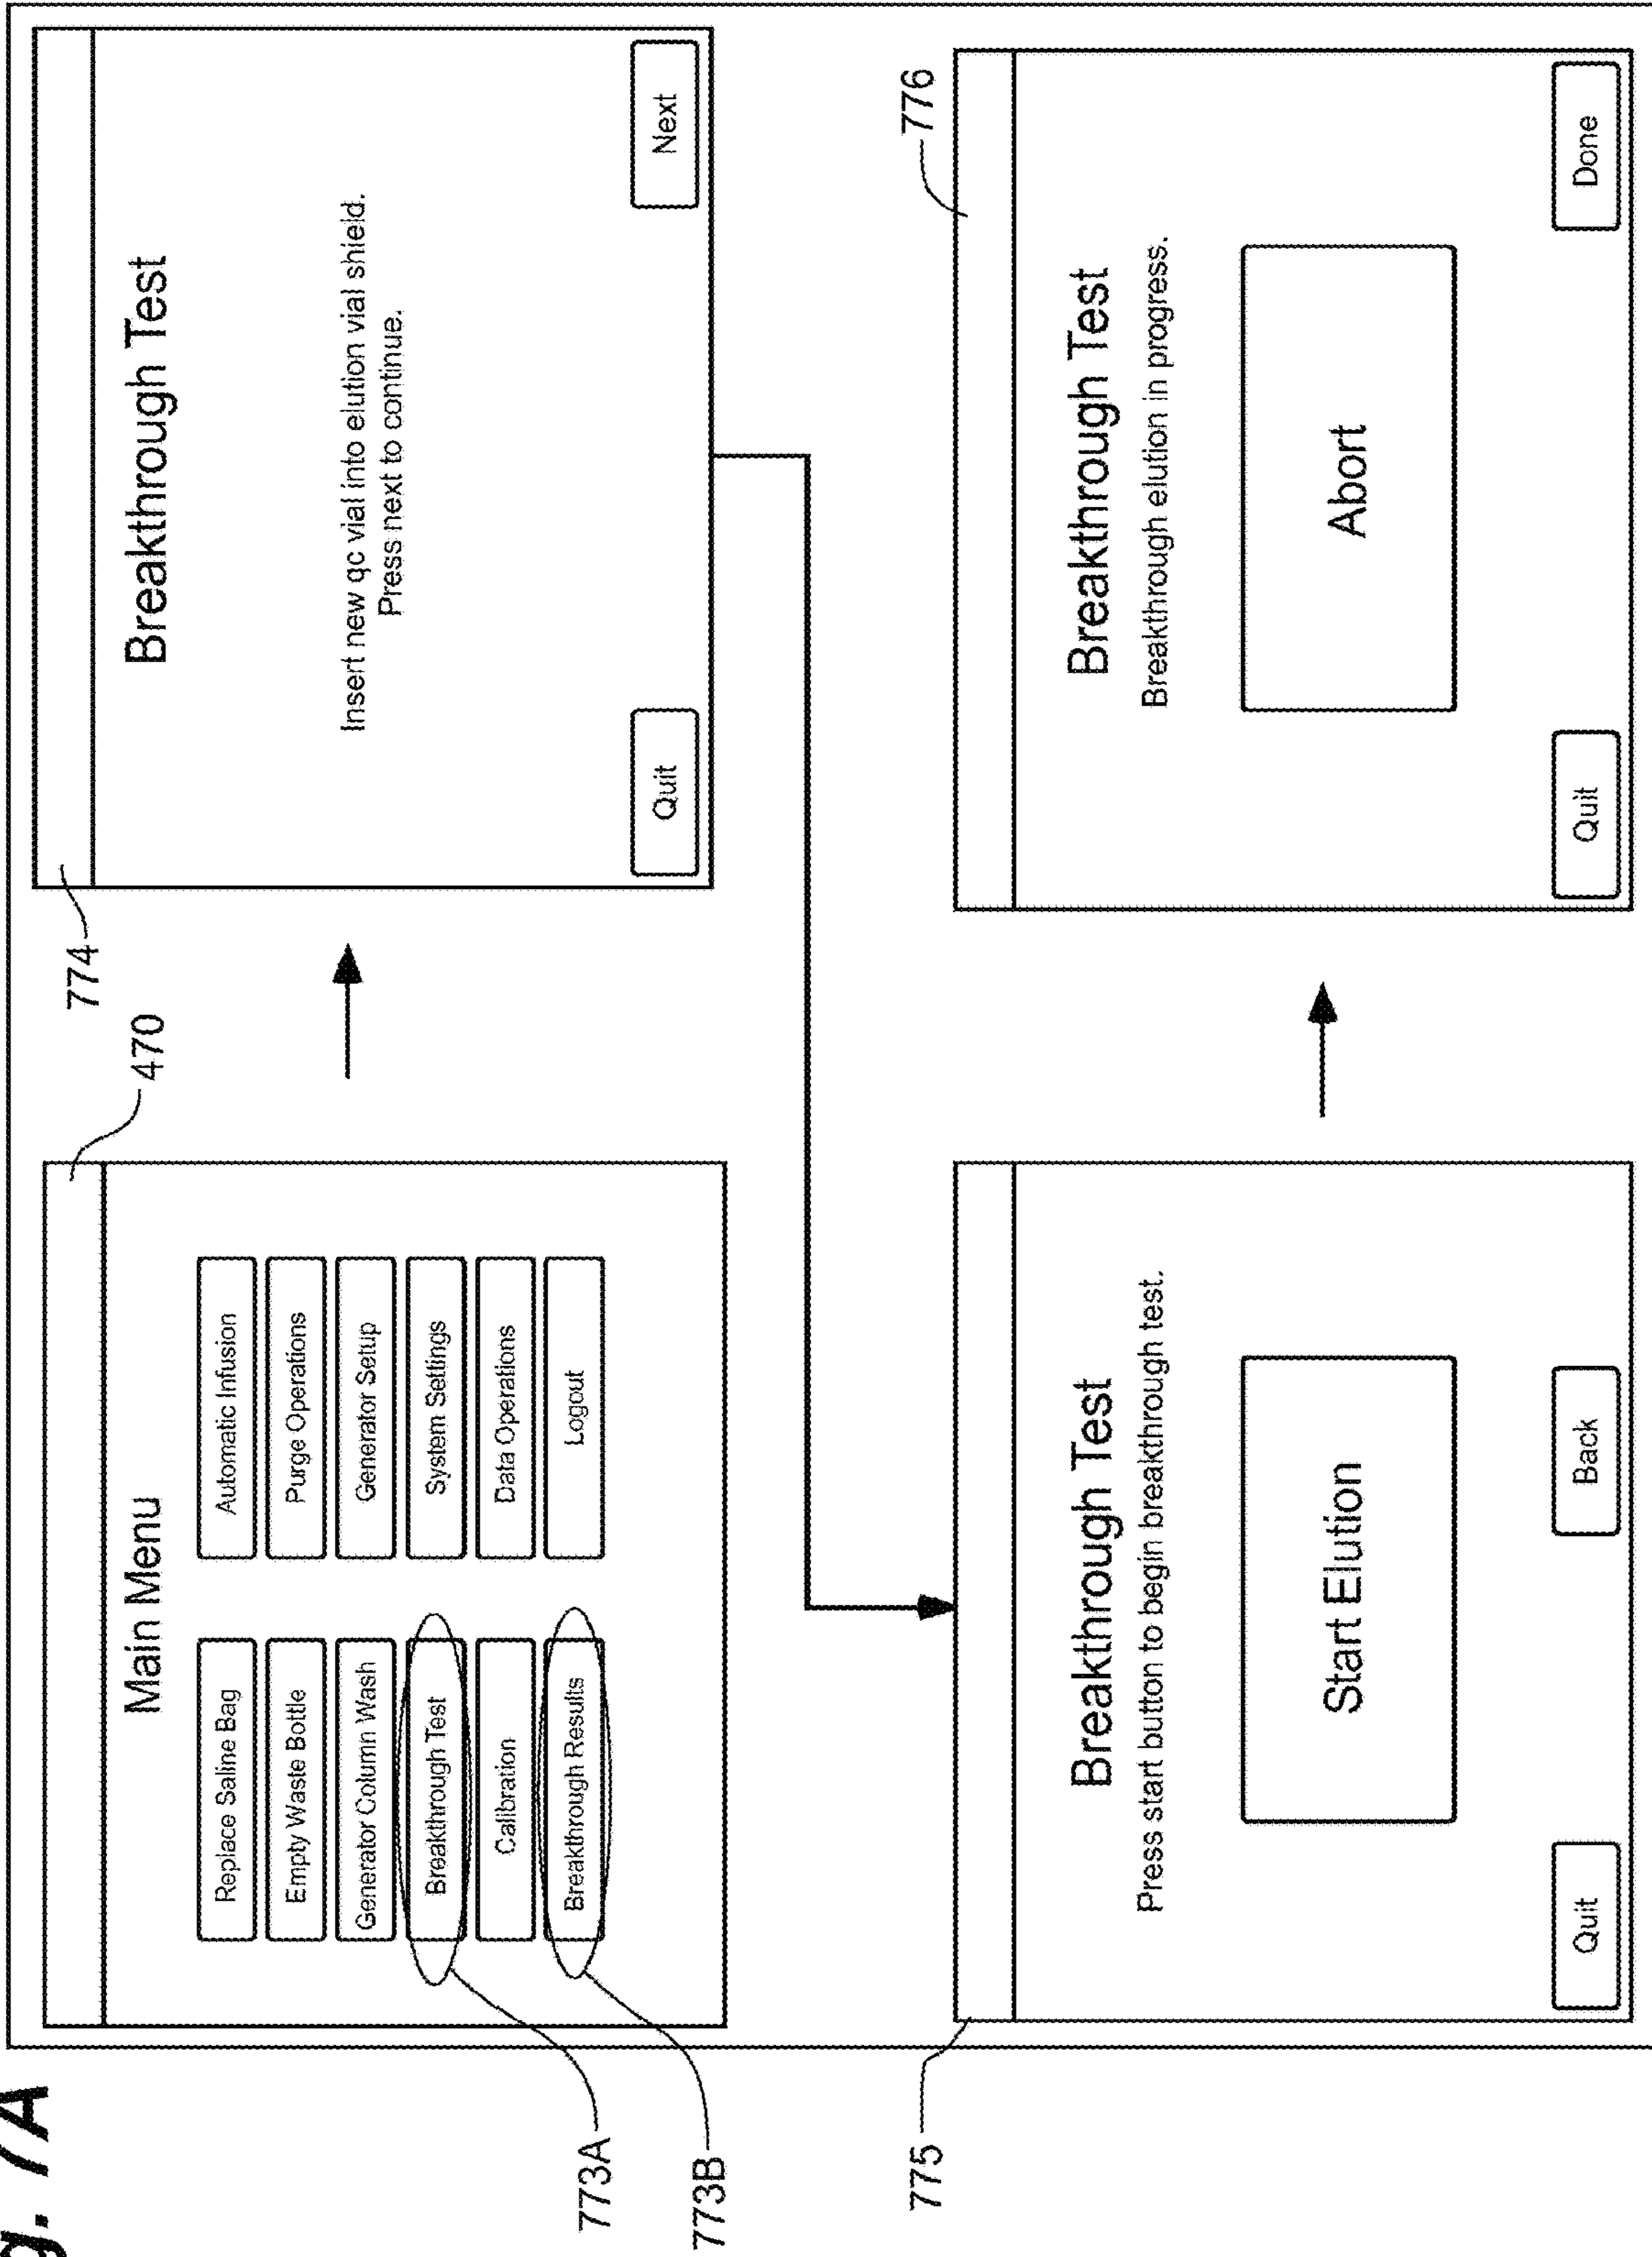 g. 7A
470
Main Menu
Replace Saline Bag
Automatic Infusion
Empty Waste Bottle
Purge Operations
Generator Column Wash
Generator Setup
Breakthrough Test
System Settings
Calibration
Data Operations
Breakthrough Results
Logout
773A
773B
774
Breakthrough Test
Insert new qc vial into elution vial shield.
Press next to continue.
Quit
Next
775
Breakthrough Test
Press start button to begin breakthrough test.
Start Elution
Quit
Back
776
Breakthrough Test
Breakthrough elution in progress.
Abort
Quit
Done